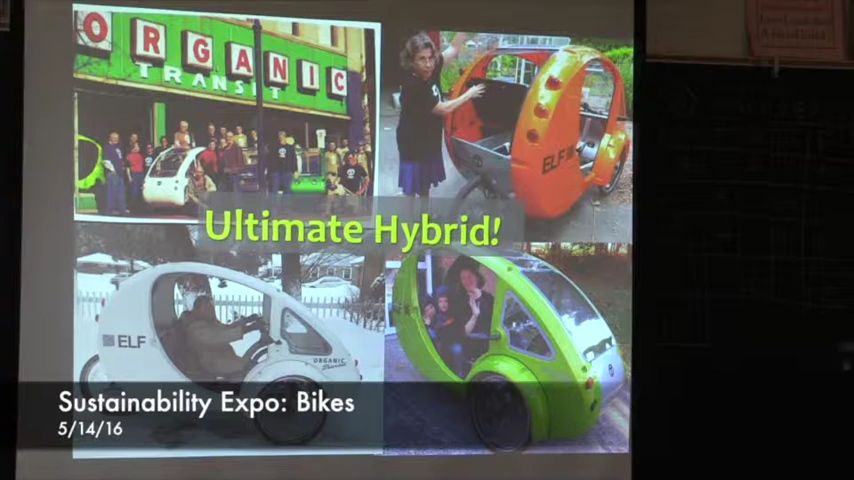 ORGANIC
TRANSIT
ELF
Ultimate Hybrid!
ELF
ORGANIC
Sustainability Expo: Bikes
5/14/16